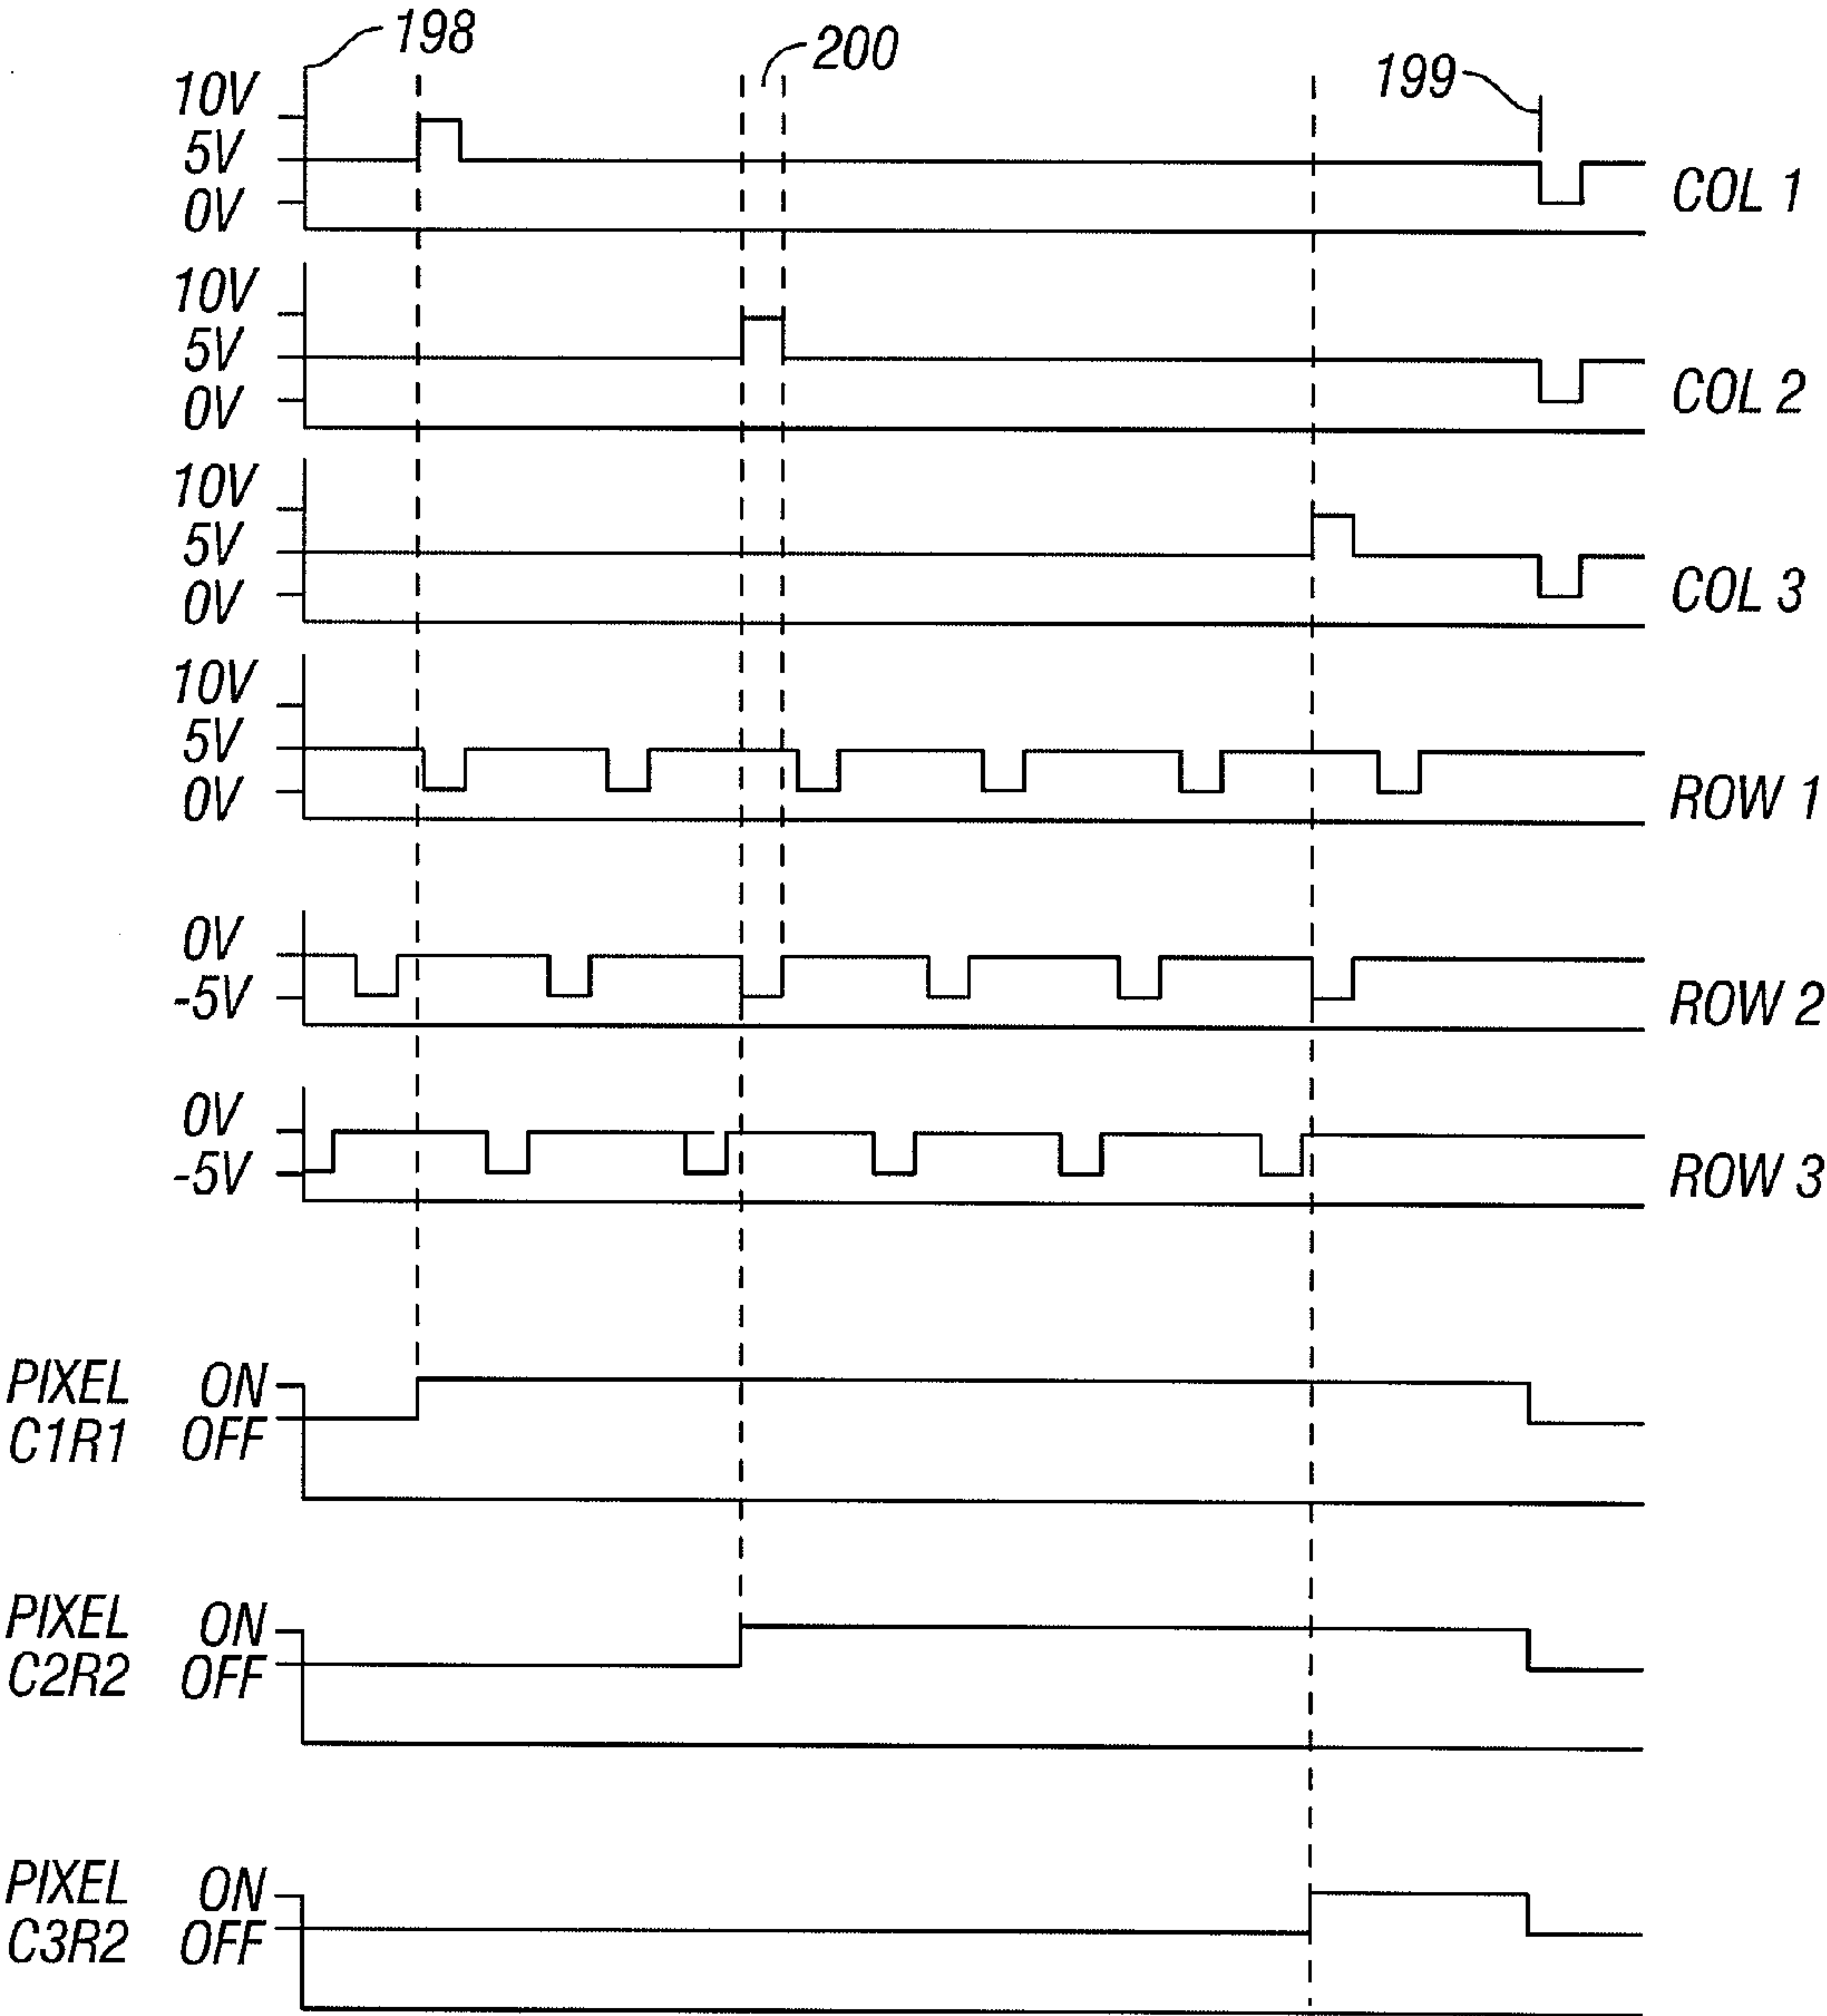 198
200
199
10V
5V
0V
COL 1
10V
5V
0V
COL 2
10V
5V
0V
COL 3
10V
5V
0V
ROW 1
0V
-5V
ROW 2
0V
-5V
ROW 3
PIXEL C1R1
ON
OFF
PIXEL C2R2
ON
OFF
PIXEL C3R2
ON
OFF